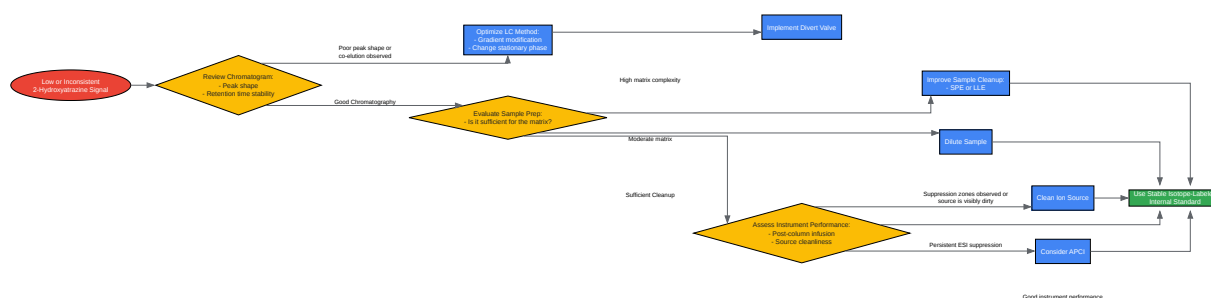 Low or Inconsistent
2-Hydroxyatrazine Signal
Review Chromatogram:
- Peak shape
- Retention time stability
Poor peak shape or
co-elution observed
Good Chromatography
Optimize LC Method:
- Gradient modification
- Change stationary phase
Implement Divert Valve
Evaluate Sample Prep:
- Is it sufficient for the matrix?
High matrix complexity
Moderate matrix
Sufficient Cleanup
Improve Sample Cleanup:
- SPE or LLE
Dilute Sample
Assess Instrument Performance:
- Post-column infusion
- Source cleanliness
Suppression zones observed or
source is visibly dirty
Clean Ion Source
Persistent ESI suppression
Consider APCI
Use Stable Isotope-Labele
Internal Standard
Good instrument performance